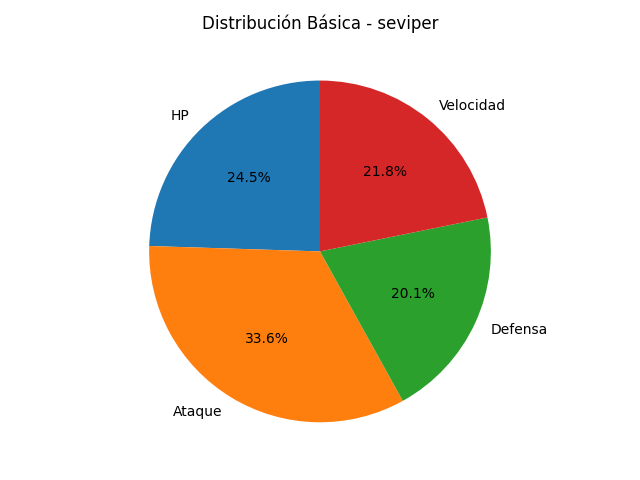 Distribución Básica - seviper
HP
Velocidad
24.5%
21.8%
20.1%
Defensa
33.6%
Ataque